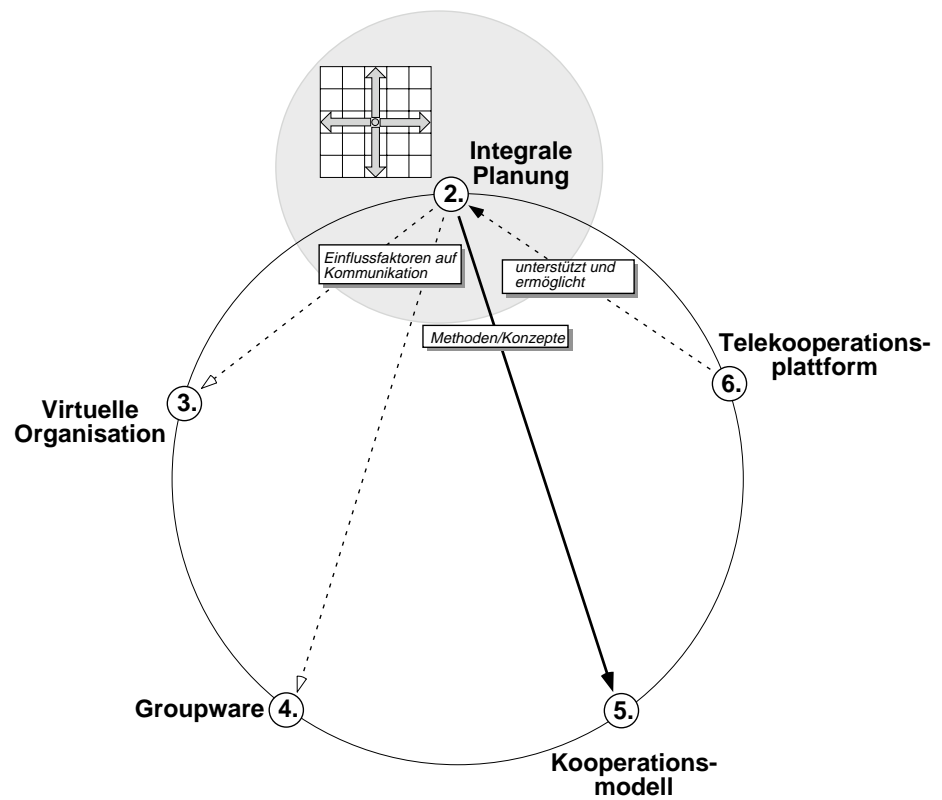 Integrale
Planung
2.
Einflussfaktoren auf
Kommunikation
unterstützt und
ermöglicht
Methoden/Konzepte
Telekooperations-
plattform
6.
3.
Virtuelle
Organisation
Groupware 4.
5.
Kooperations-
modell